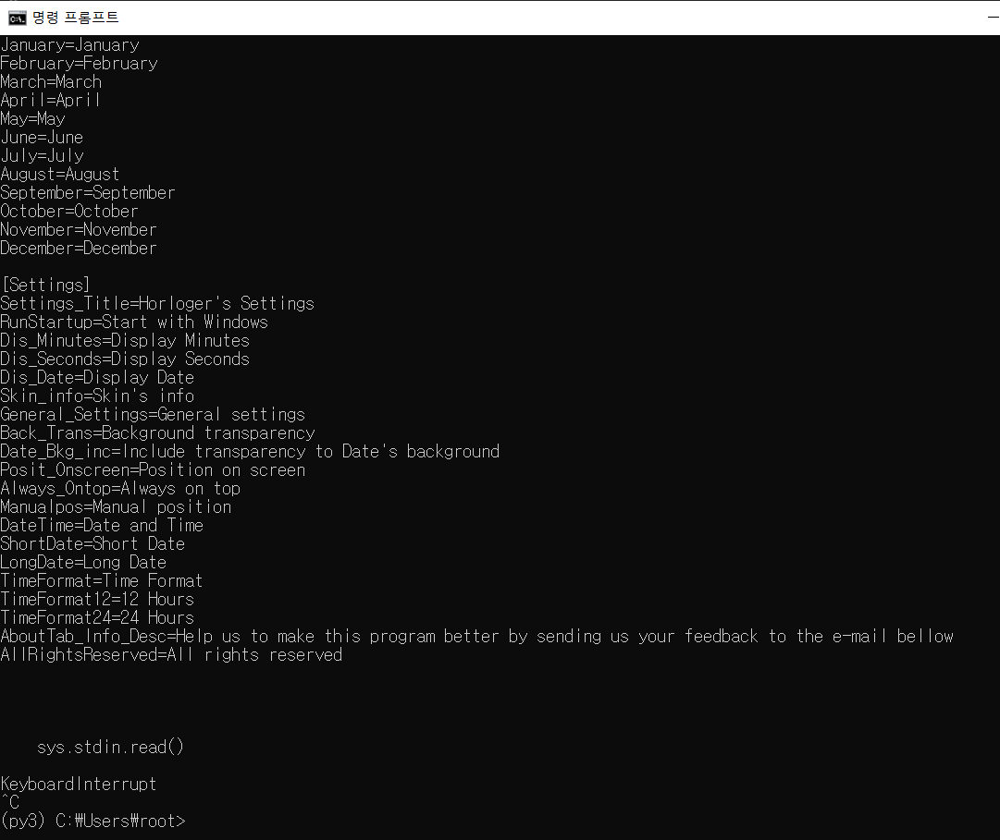 명령 프롬프트
January=January
February=February
March=March
April=April
May=May
June=June
July=July
August=August
September=September
October=October
November=November
December=December
[Settings]
Settings_Title=Horloger's Settings
RunStartup=Start with Windows
Dis_Minutes=Display Minutes
Dis_Seconds=Display Seconds
Dis_Date=Display Date
Skin_info=Skin's info
General_Settings=General settings
Back_Trans=Background transparency
Date_Bkg_inc=Include transparency to Date's background
Posit_Onscreen=Position on screen
Always_Ontop=Always on top
Manualpos=Manual position
DateTime=Date and Time
ShortDate=Short Date
LongDate=Long Date
TimeFormat=Time Format
TimeFormat12=12 Hours
TimeFormat24=24 Hours
AboutTab_Info_Desc=Help us to make this program better by sending us your feedback to the e-mail bellow
AllRightsReserved=All rights reserved
sys.stdin.read()
KeyboardInterrupt
^C
(py3) C:₩Users₩root>